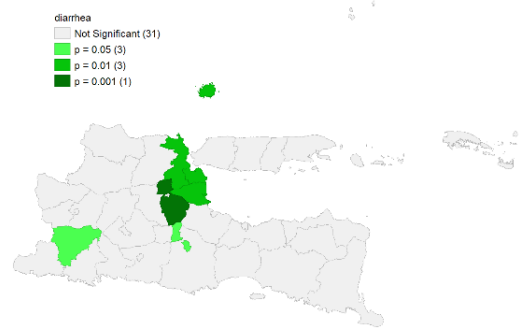 diarrhea
Not Significant (31)
p = 0.05 (3)
p = 0.01 (3)
p = 0.001 (1)